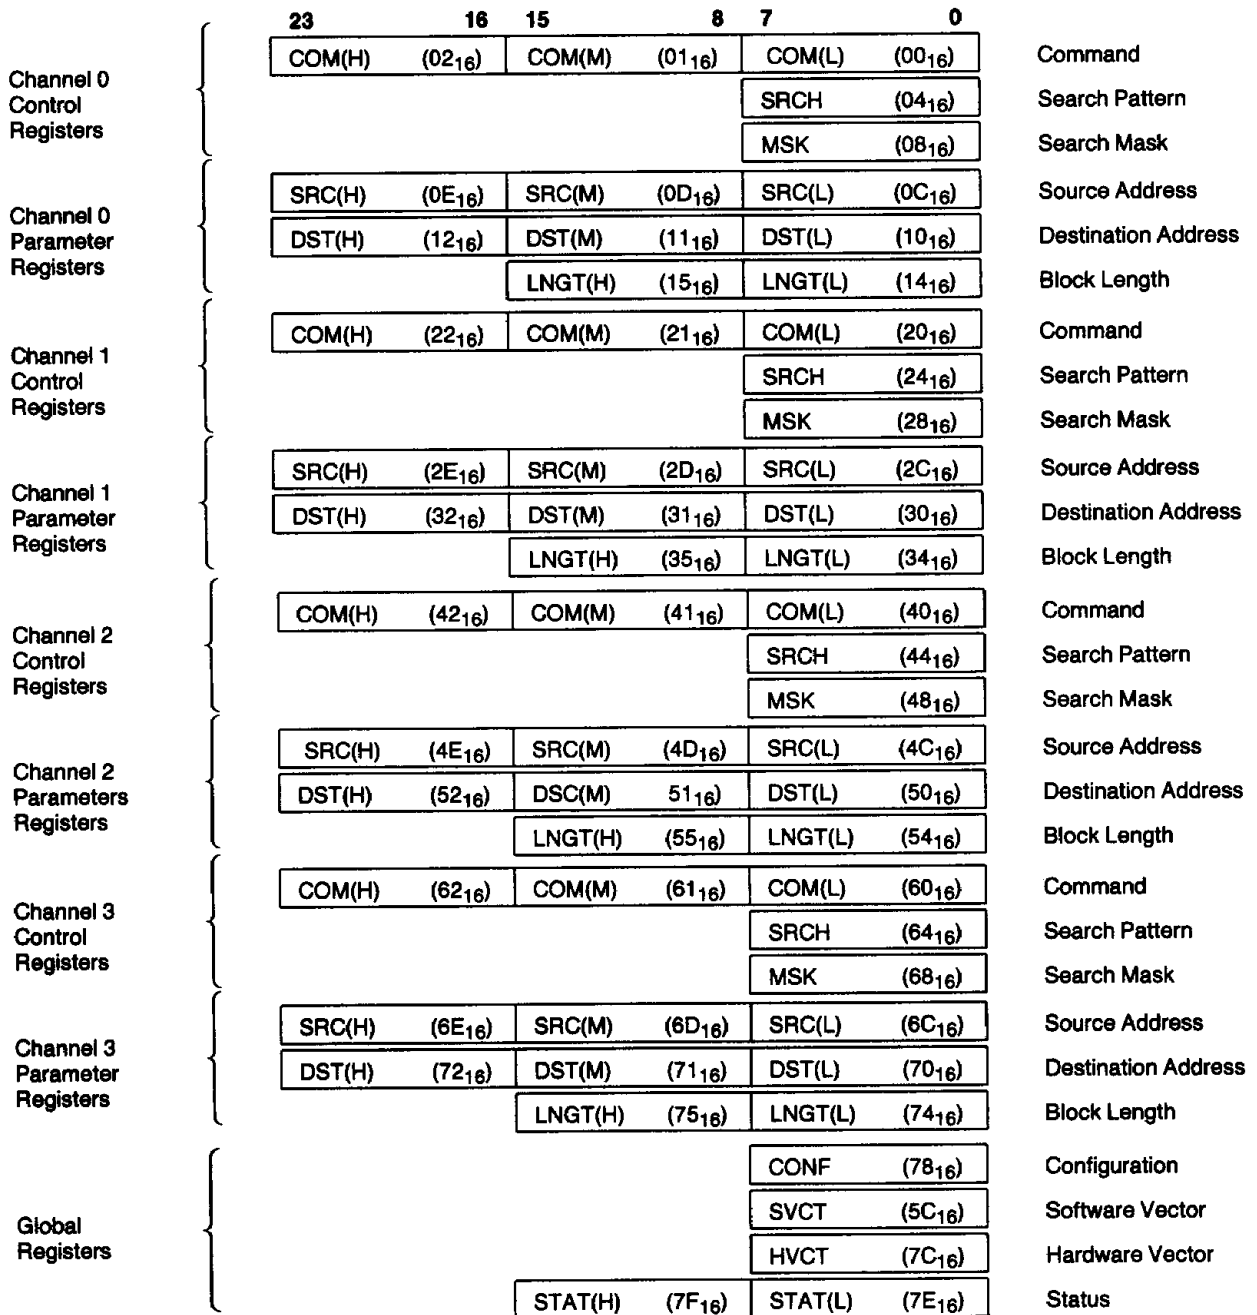 23 16 15 8 7 0
Channel 0
Control
Registers
COM(H) (02₁₆) COM(M) (01₁₆) COM(L) (00₁₆) Command
SRCH (04₁₆) Search Pattern
MSK (08₁₆) Search Mask
Channel 0
Parameter
Registers
SRC(H) (0E₁₆) SRC(M) (0D₁₆) SRC(L) (0C₁₆) Source Address
DST(H) (12₁₆) DST(M) (11₁₆) DST(L) (10₁₆) Destination Address
LNGT(H) (15₁₆) LNGT(L) (14₁₆) Block Length
Channel 1
Control
Registers
COM(H) (22₁₆) COM(M) (21₁₆) COM(L) (20₁₆) Command
SRCH (24₁₆) Search Pattern
MSK (28₁₆) Search Mask
Channel 1
Parameter
Registers
SRC(H) (2E₁₆) SRC(M) (2D₁₆) SRC(L) (2C₁₆) Source Address
DST(H) (32₁₆) DST(M) (31₁₆) DST(L) (30₁₆) Destination Address
LNGT(H) (35₁₆) LNGT(L) (34₁₆) Block Length
Channel 2
Control
Registers
COM(H) (42₁₆) COM(M) (41₁₆) COM(L) (40₁₆) Command
SRCH (44₁₆) Search Pattern
MSK (48₁₆) Search Mask
Channel 2
Parameters
Registers
SRC(H) (4E₁₆) SRC(M) (4D₁₆) SRC(L) (4C₁₆) Source Address
DST(H) (52₁₆) DSC(M) 51₁₆) DST(L) (50₁₆) Destination Address
LNGT(H) (55₁₆) LNGT(L) (54₁₆) Block Length
Channel 3
Control
Registers
COM(H) (62₁₆) COM(M) (61₁₆) COM(L) (60₁₆) Command
SRCH (64₁₆) Search Pattern
MSK (68₁₆) Search Mask
Channel 3
Parameter
Registers
SRC(H) (6E₁₆) SRC(M) (6D₁₆) SRC(L) (6C₁₆) Source Address
DST(H) (72₁₆) DST(M) (71₁₆) DST(L) (70₁₆) Destination Address
LNGT(H) (75₁₆) LNGT(L) (74₁₆) Block Length
Global
Registers
CONF (78₁₆) Configuration
SVCT (5C₁₆) Software Vector
HVCT (7C₁₆) Hardware Vector
STAT(H) (7F₁₆) STAT(L) (7E₁₆) Status